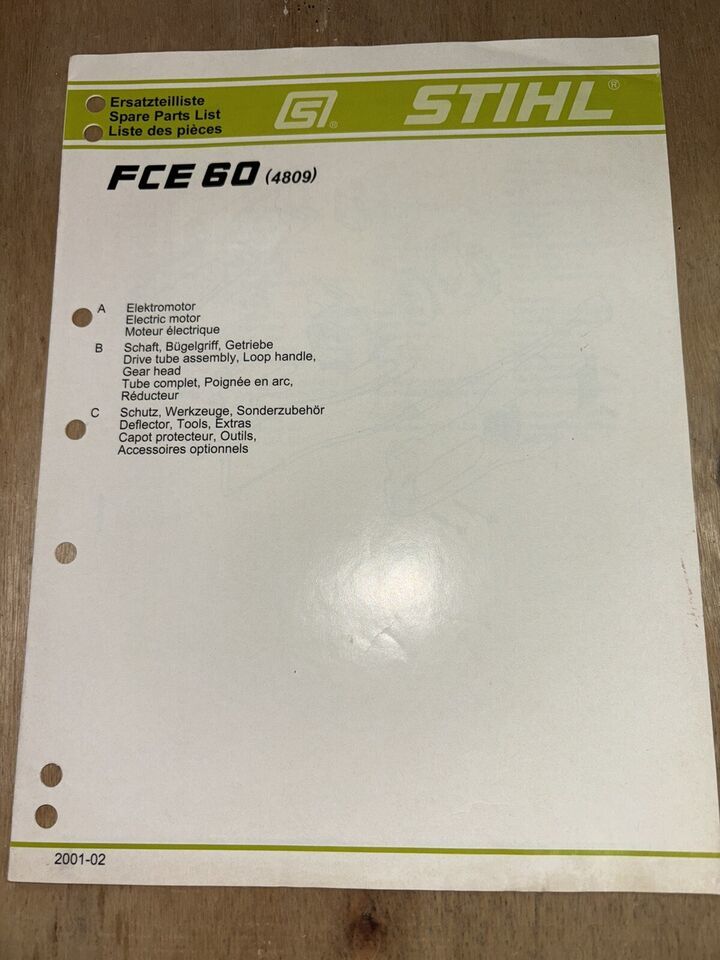 Ersatzteilliste
Spare Parts List
Liste des pièces
® STIHL®
FCE 60 (4809)
A Elektromotor
Electric motor
Moteur électrique
B Schaft, Bügelgriff, Getriebe
Drive tube assembly, Loop handle,
Gear head
Tube complet, Poignée en arc,
Réducteur
C Schutz, Werkzeuge, Sonderzubehör
Deflector, Tools, Extras
Capot protecteur, Outils,
Accessoires optionnels
2001-02